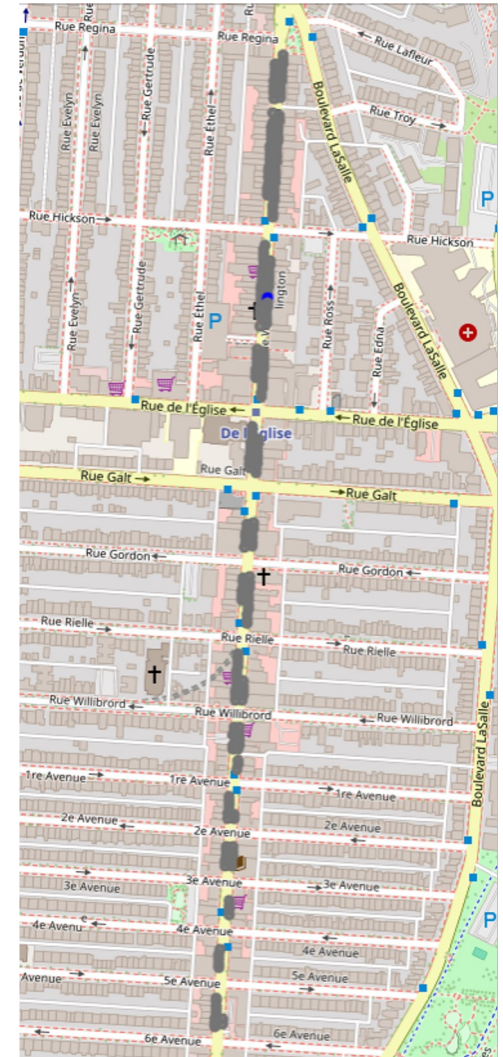 Rue Regina
Rue Regina
Rue Lafleur
Rue Evelyn
Rue Evelyn
Rue Gertrude
Rue Ethel
Boulevard LaSalle
Rue Troy
P
Rue Hickson
Rue Hickson
Rue Evelyn
Rue Gertrude
Rue Ethel
P
lington
Rue Ross
Rue Edna
Boulevard LaSalle
Rue de l'Église
Rue de l'Église
Rue Galt
Rue Galt
Rue Galt
Rue Gordon
Rue Gordon
Rue Rielle
Rue Rielle
Rue Rielle
Rue Willibrord
Rue Willibrord
Rue Willibrord
Boulevard LaSalle
1re Avenue
1re Avenue
1re Avenue
2e Avenue
2e Avenue
2e Avenue
3e Avenue
3e Avenue
3e Avenue
P
4e Avenu
4e Avenue
4e Avenue
Avenue
5e Avenue
5e Avenue
6e Avenue
6e Avenue